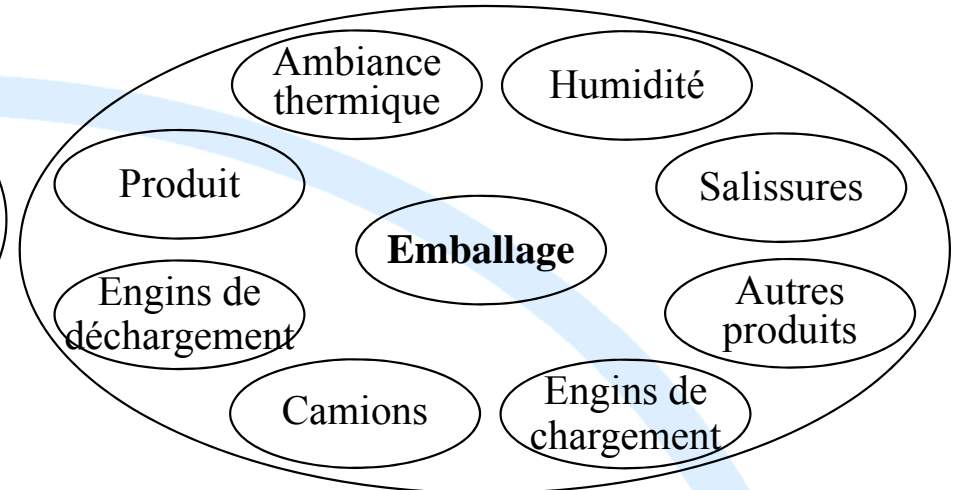 Ambiance
thermique
Humidité
Produit
Salissures
Emballage
Engins de
déchargement
Autres
produits
Camions
Engins de
chargement